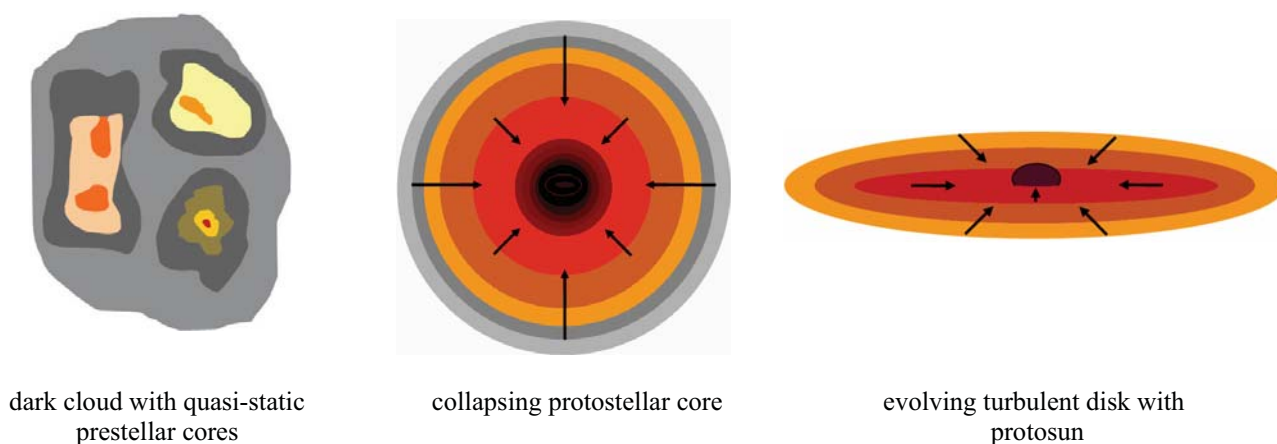 dark cloud with quasi-static
prestellar cores
collapsing protostellar core
evolving turbulent disk with
protosun